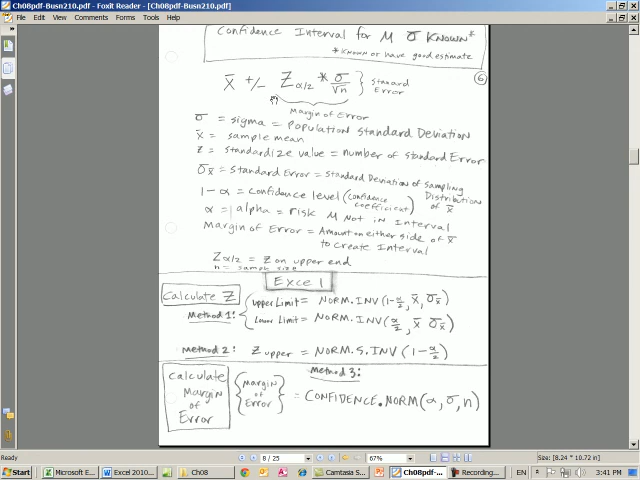 Ch08pdf-Busn210.pdf - Foxit Reader - [Ch08pdf-Busn210.pdf]
File Edit View Comments Forms Tools Help
Confidence Interval for μ σ Known*
* Known or have good estimate
6
x̄ +/- Zα/2 * σ/√n } Standard Error
Margin of Error
σ = sigma = population Standard Deviation
x̄ = sample mean
z = standardize value = number of standard Error
σx̄ = Standard Error = Standard Deviation of Sampling Distribution of x̄
1-α = Confidence level (confidence coefficient)
α = alpha = risk μ Not in Interval
Margin of Error = Amount on either side of x̄
to create Interval
Zα/2 = z on upper end
n = sample size
Excel
Calculate Z
Method 1:
upper Limit = NORM.INV(1-α/2, x̄, σx̄)
Lower Limit = NORM.INV(α/2, x̄ σx̄)
Method 2: Z upper = NORM.S.INV(1-α/2)
Method 3:
Calculate Margin of Error
{Margin of Error} = CONFIDENCE.NORM(α, σ, n)
8 / 25
67%
Ready
Size: [8.24 * 10.72 in]
Start
Microsoft E...
Excel 2010...
Ch08
Camtasia S...
Ch08pdf-Bu...
Recording...
EN
3:41 PM